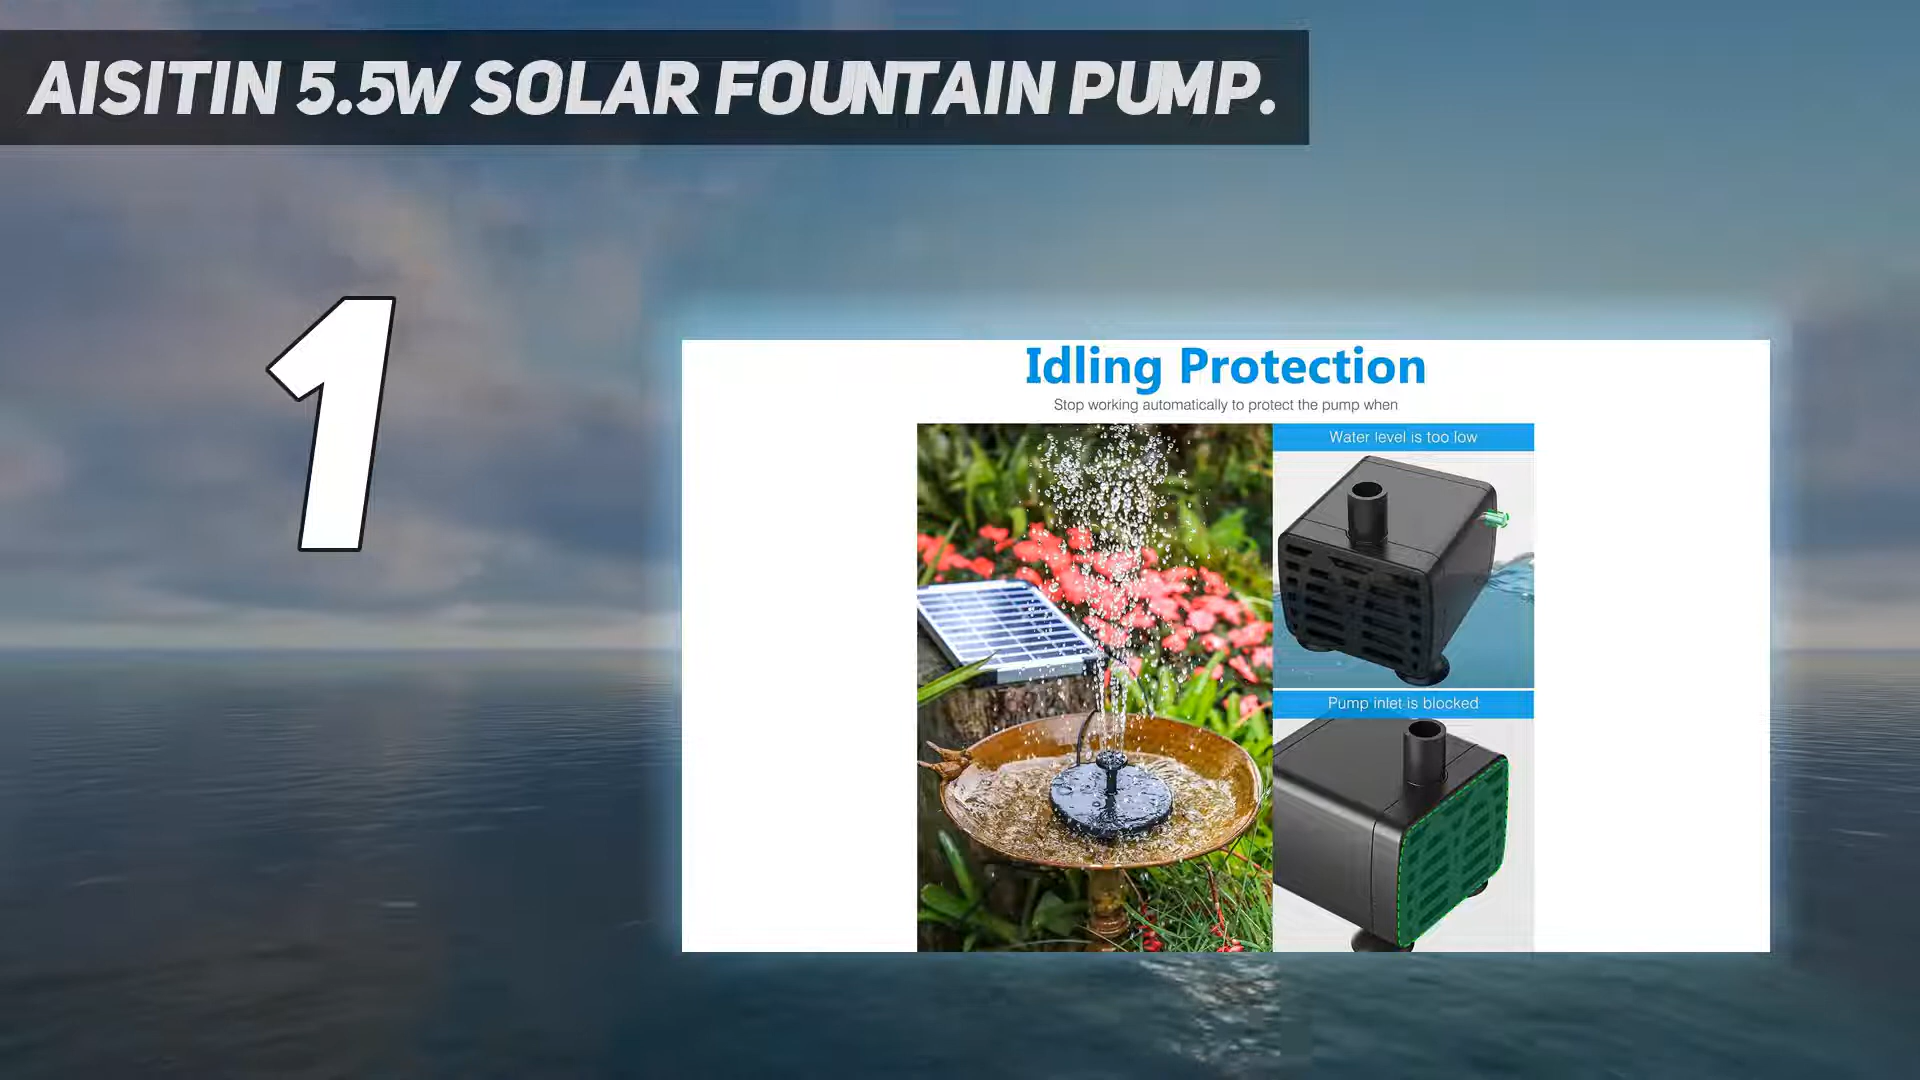 AISITIN 5.5W SOLAR FOUNTAIN PUMP.
1
Idling Protection
Stop working automatically to protect the pump when
Water level is too low
Pump inlet is blocked